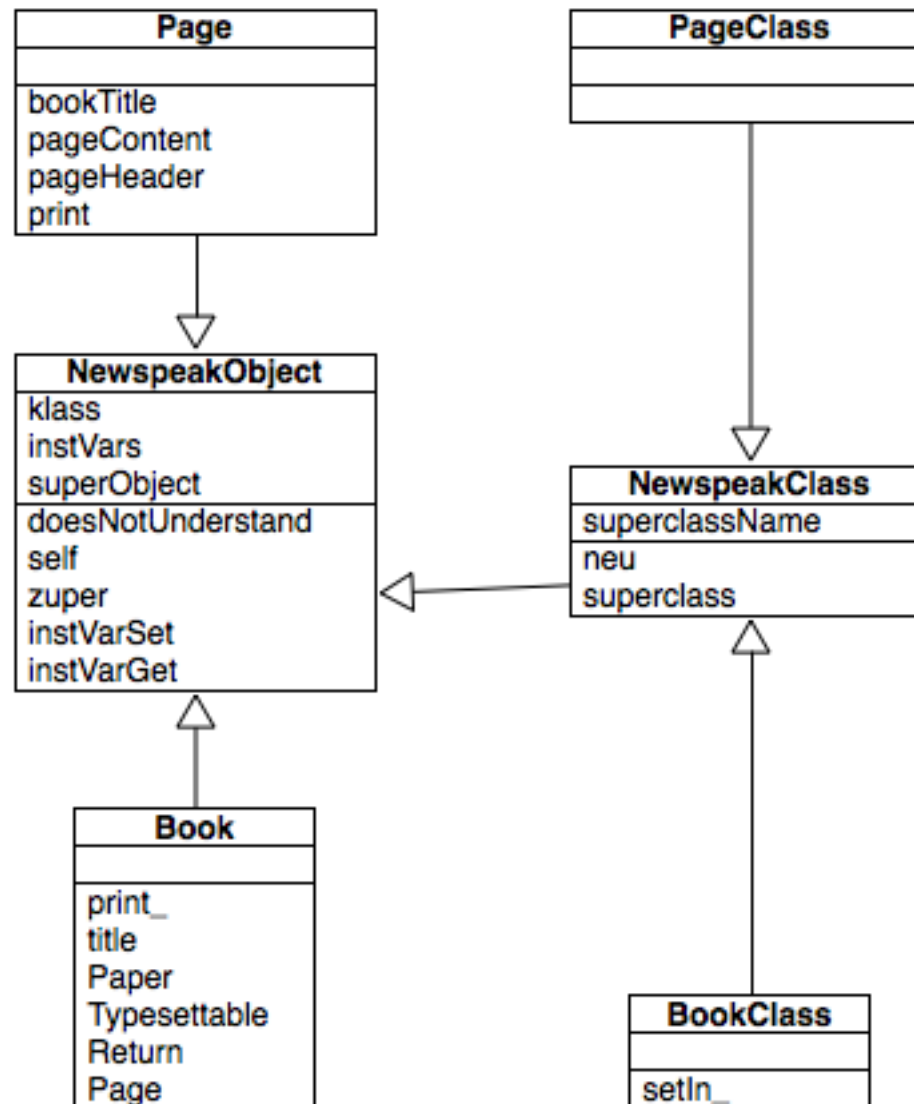 Page
bookTitle
pageContent
pageHeader
print
PageClass
NewspeakObject
klass
instVars
superObject
doesNotUnderstand
self
zuper
instVarSet
instVarGet
NewspeakClass
superclassName
neu
superclass
Book
print_
title
Paper
Typesettable
Return
Page
BookClass
setIn_